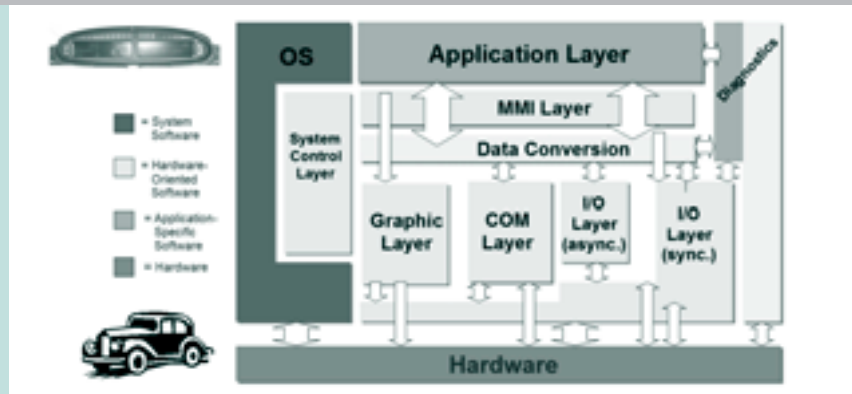 OS
Application Layer
Diagnostics
MMI Layer
= System
Software
System
Control
Layer
Data Conversion
= Hardware-
Oriented
Software
Graphic
Layer
COM
Layer
I/O
Layer
(async.)
I/O
Layer
(sync.)
= Application-
Specific
Software
= Hardware
Hardware